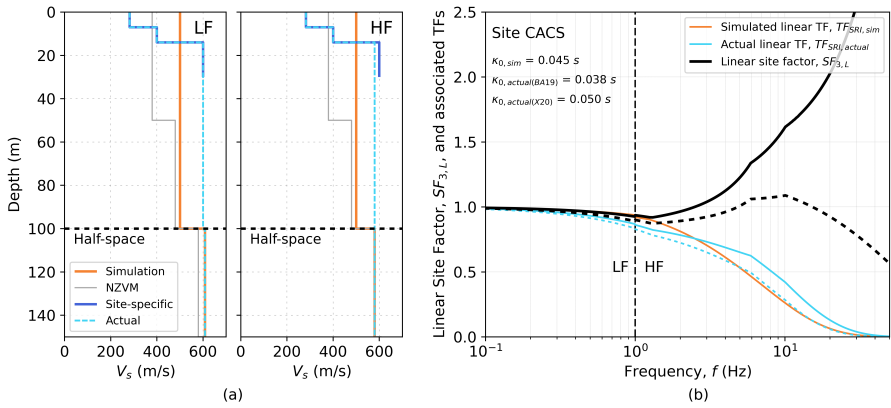 LF
HF
0
20
40
60
80
100
120
140
Depth (m)
Half-space
Half-space
Simulation
NZVM
Site-specific
Actual
0 200 400 600
0 200 400 600
V_s (m/s)
V_s (m/s)
(a)
Site CACS
κ_{0,sim} = 0.045 s
κ_{0,actual(BA19)} = 0.038 s
κ_{0,actual(X20)} = 0.050 s
Simulated linear TF, TF_{SRI,sim}
Actual linear TF, TF_{SRI,actual}
Linear site factor, SF_{3,L}
LF HF
2.5
2.0
1.5
1.0
0.5
0.0
Linear Site Factor, SF_{3,L}, and associated TFs
10⁻¹ 10⁰ 10¹
Frequency, f (Hz)
(b)